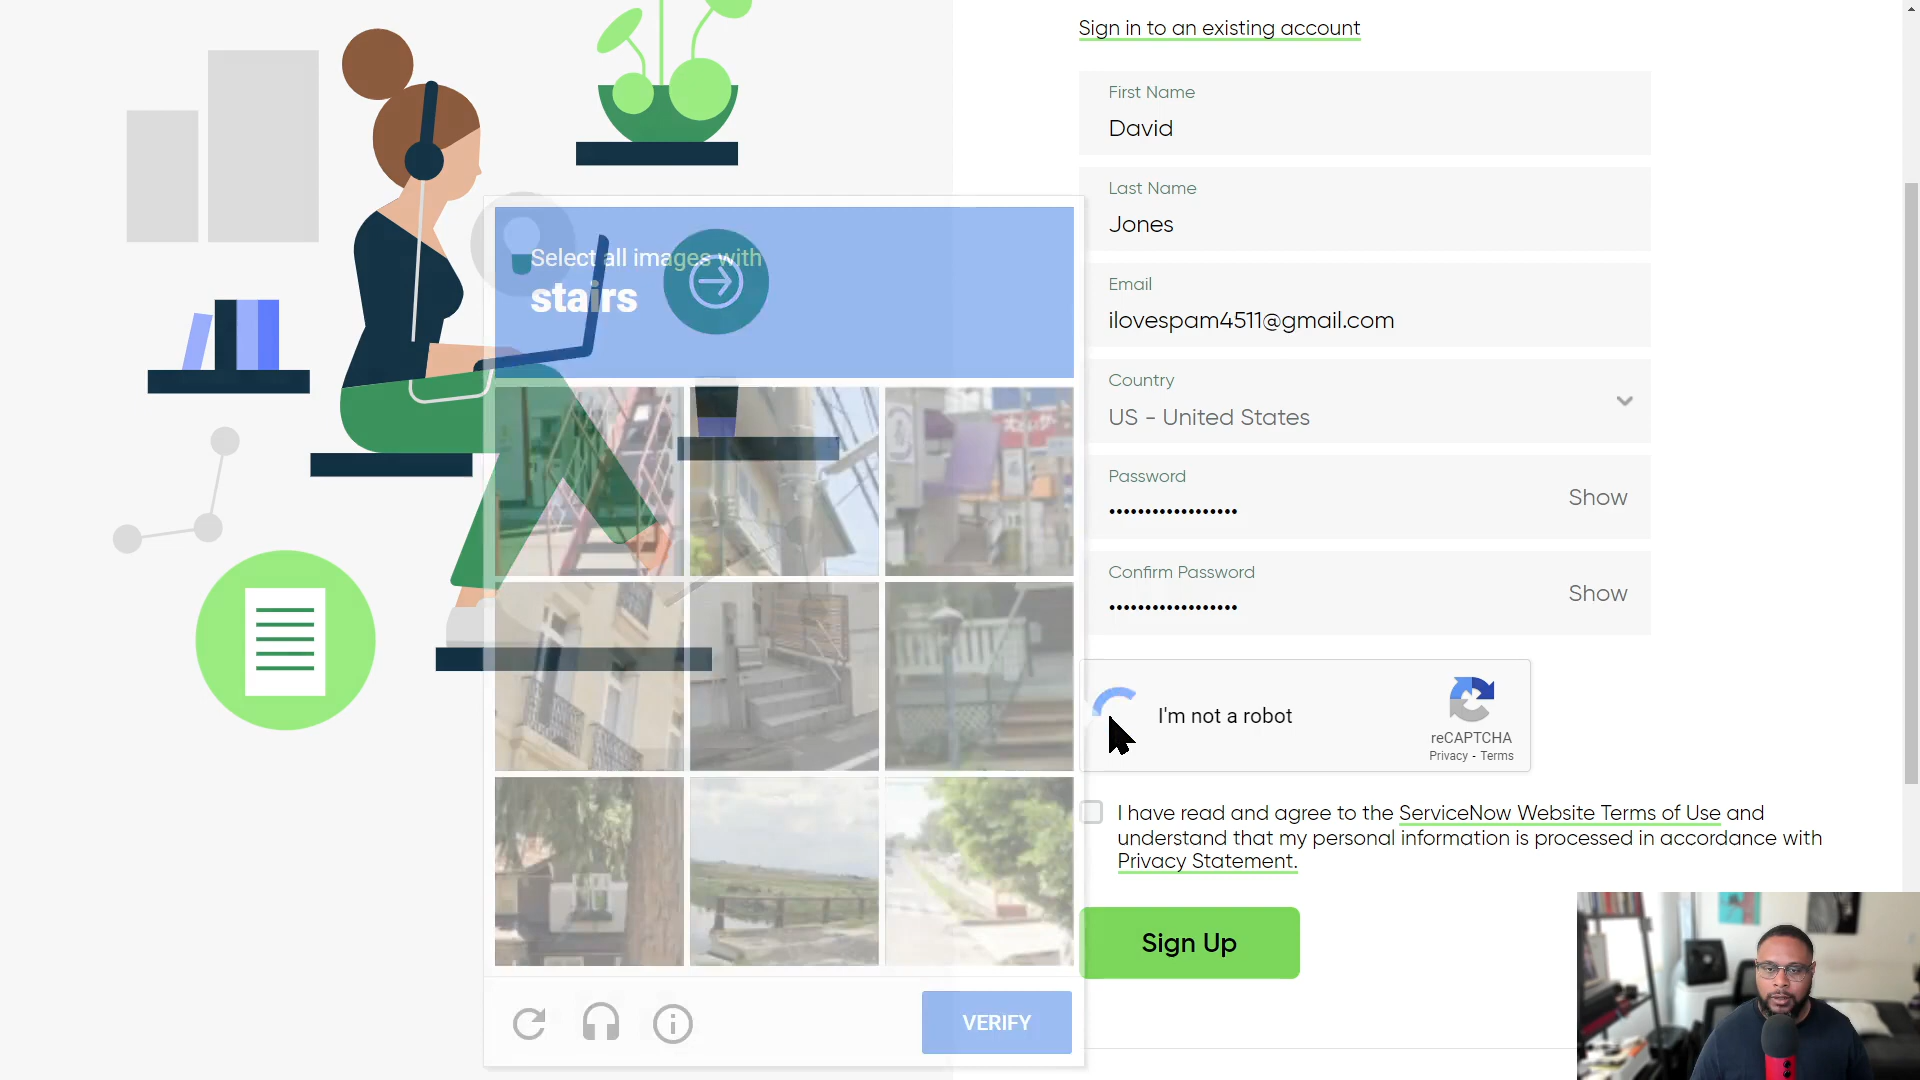 Sign in to an existing account
First Name
David
Last Name
Jones
Email
ilovespam4511@gmail.com
Country
US - United States
Password
•••••••••••••••••• Show
Confirm Password
•••••••••••••••••• Show
Select all images with
stairs
VERIFY
I'm not a robot
reCAPTCHA
Privacy - Terms
I have read and agree to the ServiceNow Website Terms of Use and
understand that my personal information is processed in accordance with
Privacy Statement.
Sign Up